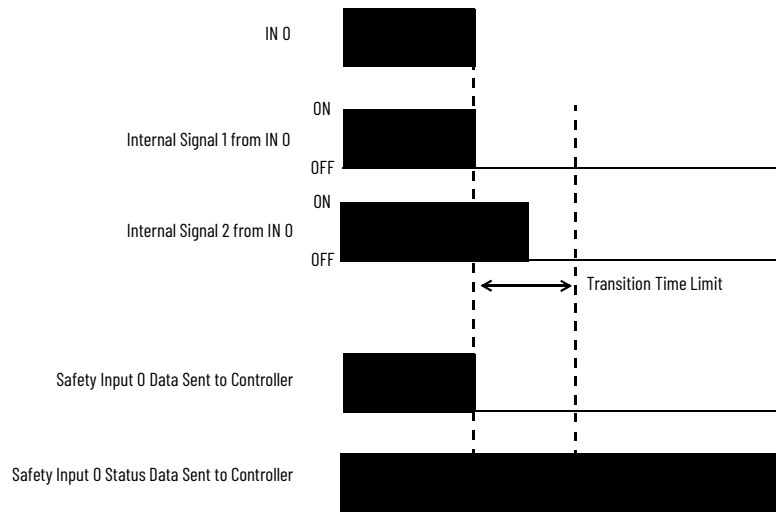 IN 0
ON
Internal Signal 1 from IN 0
OFF
ON
Internal Signal 2 from IN 0
OFF
Transition Time Limit
Safety Input 0 Data Sent to Controller
Safety Input 0 Status Data Sent to Controller